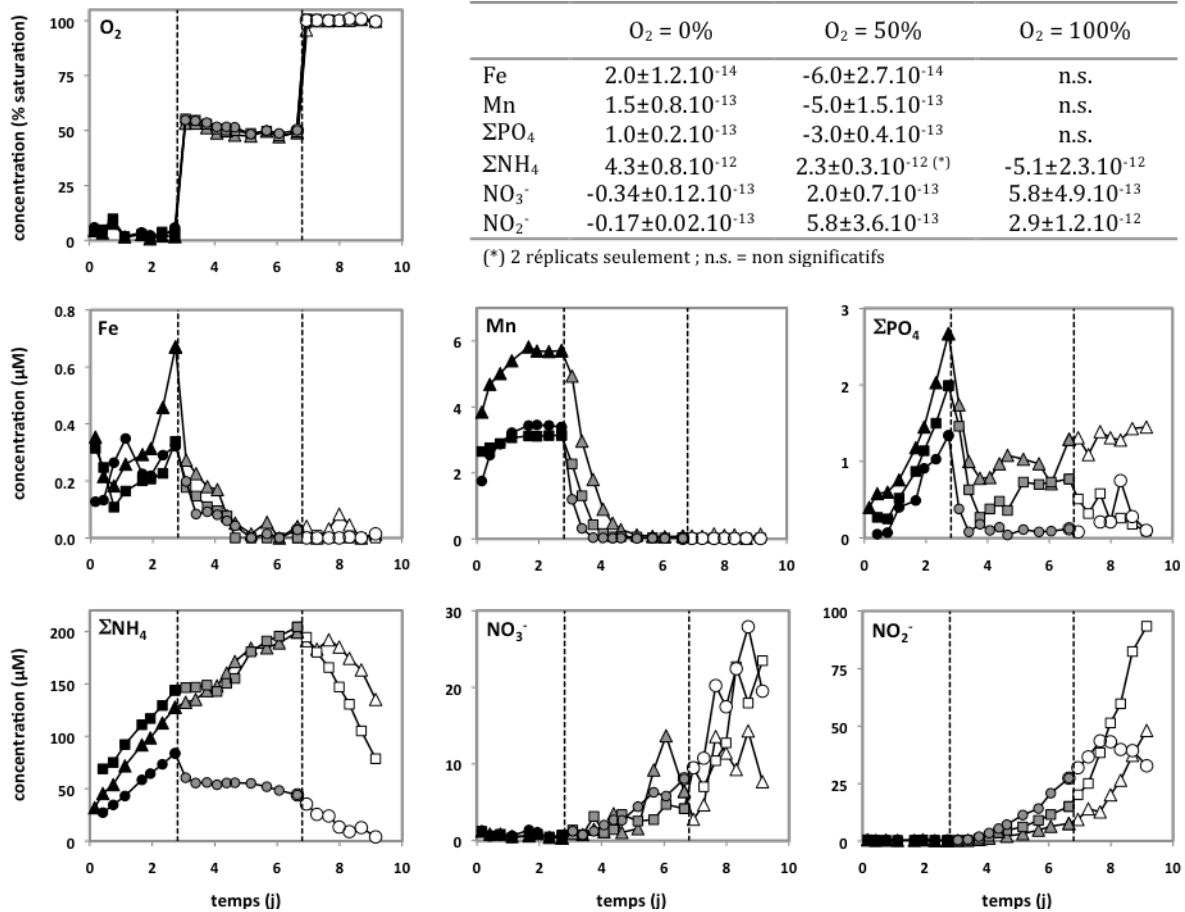 O₂
concentration (% saturation)
100
75
50
25
0
0 2 4 6 8 10
O₂ = 0% O₂ = 50% O₂ = 100%
Fe 2.0±1.2.10⁻¹⁴ -6.0±2.7.10⁻¹⁴ n.s.
Mn 1.5±0.8.10⁻¹³ -5.0±1.5.10⁻¹³ n.s.
ΣPO₄ 1.0±0.2.10⁻¹³ -3.0±0.4.10⁻¹³ n.s.
ΣNH₄ 4.3±0.8.10⁻¹² 2.3±0.3.10⁻¹² (*) -5.1±2.3.10⁻¹²
NO₃⁻ -0.34±0.12.10⁻¹³ 2.0±0.7.10⁻¹³ 5.8±4.9.10⁻¹³
NO₂⁻ -0.17±0.02.10⁻¹³ 5.8±3.6.10⁻¹³ 2.9±1.2.10⁻¹²
(*) 2 réplicats seulement ; n.s. = non significatifs
Fe
concentration (µM)
0.8
0.6
0.4
0.2
0.0
0 2 4 6 8 10
Mn
6
4
2
0
0 2 4 6 8 10
ΣPO₄
3
2
1
0
0 2 4 6 8 10
ΣNH₄
concentration (µM)
200
150
100
50
0
0 2 4 6 8 10
temps (j)
NO₃⁻
30
20
10
0
0 2 4 6 8 10
temps (j)
NO₂⁻
100
75
50
25
0
0 2 4 6 8 10
temps (j)